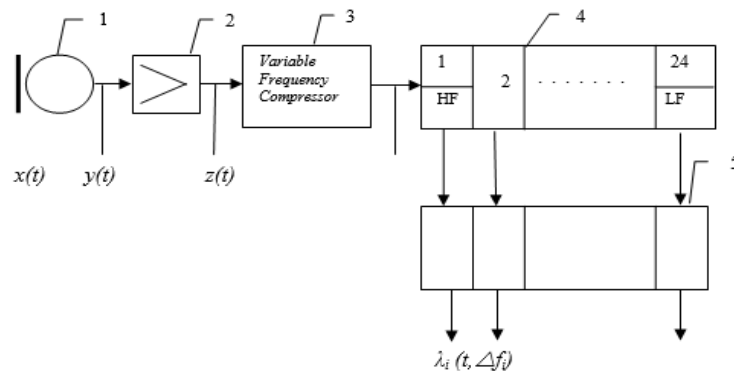 1
2
3
4
Variable
Frequency
Compressor
1
HF
2
. . . . . . .
24
LF
x(t)
y(t)
z(t)
5
λi (t, △fi)